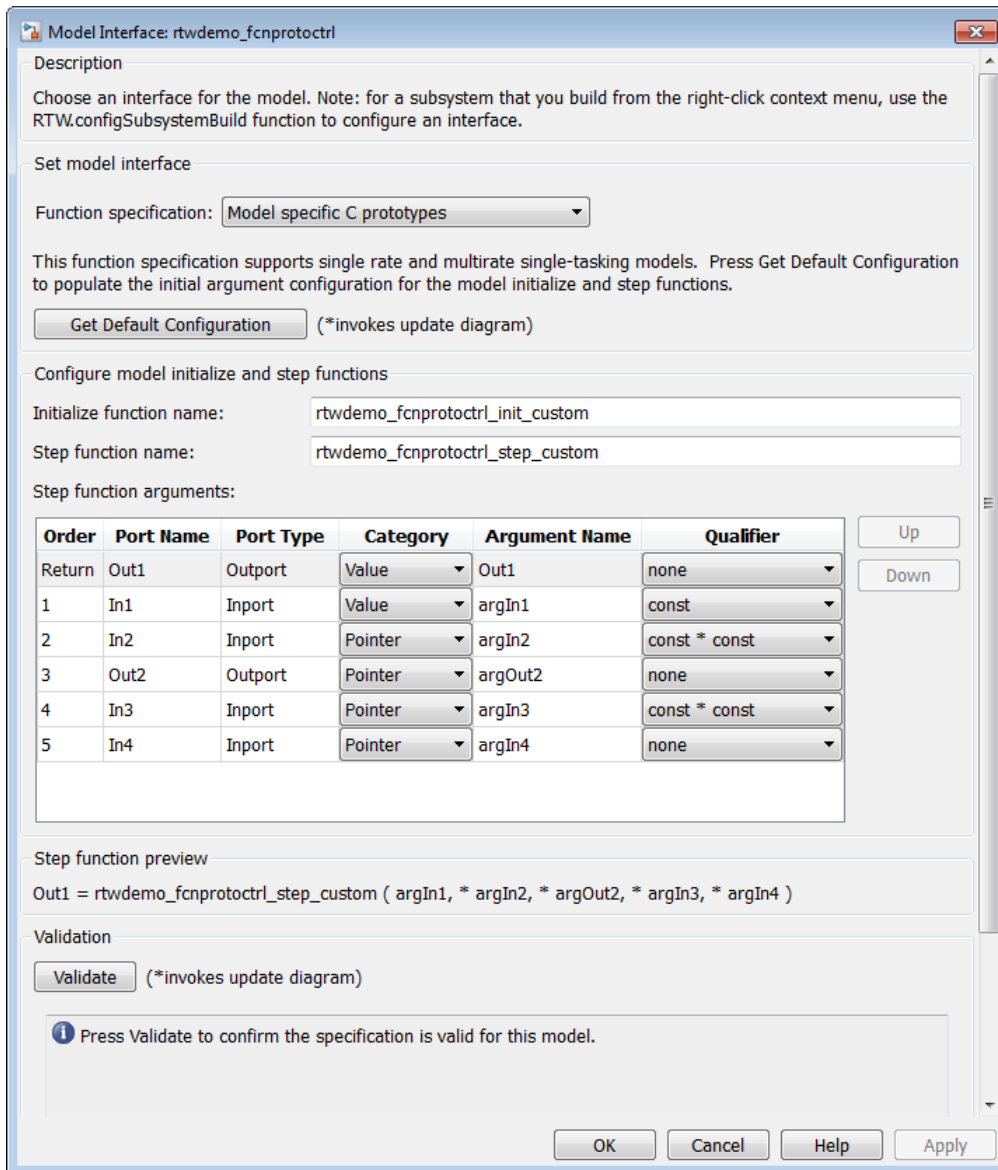 Model Interface: rtwdemo_fcnprotoctrl
Description
Choose an interface for the model. Note: for a subsystem that you build from the right-click context menu, use the
RTW.configSubsystemBuild function to configure an interface.
Set model interface
Function specification: Model specific C prototypes
This function specification supports single rate and multirate single-tasking models.  Press Get Default Configuration
to populate the initial argument configuration for the model initialize and step functions.
Get Default Configuration (*invokes update diagram)
Configure model initialize and step functions
Initialize function name: rtwdemo_fcnprotoctrl_init_custom
Step function name: rtwdemo_fcnprotoctrl_step_custom
Step function arguments:
Order Port Name Port Type Category Argument Name Qualifier Up
Return Out1 Outport Value Out1 none Down
1 In1 Inport Value argIn1 const
2 In2 Inport Pointer argIn2 const * const
3 Out2 Outport Pointer argOut2 none
4 In3 Inport Pointer argIn3 const * const
5 In4 Inport Pointer argIn4 none
Step function preview
Out1 = rtwdemo_fcnprotoctrl_step_custom ( argIn1, * argIn2, * argOut2, * argIn3, * argIn4 )
Validation
Validate (*invokes update diagram)
Press Validate to confirm the specification is valid for this model.
OK Cancel Help Apply